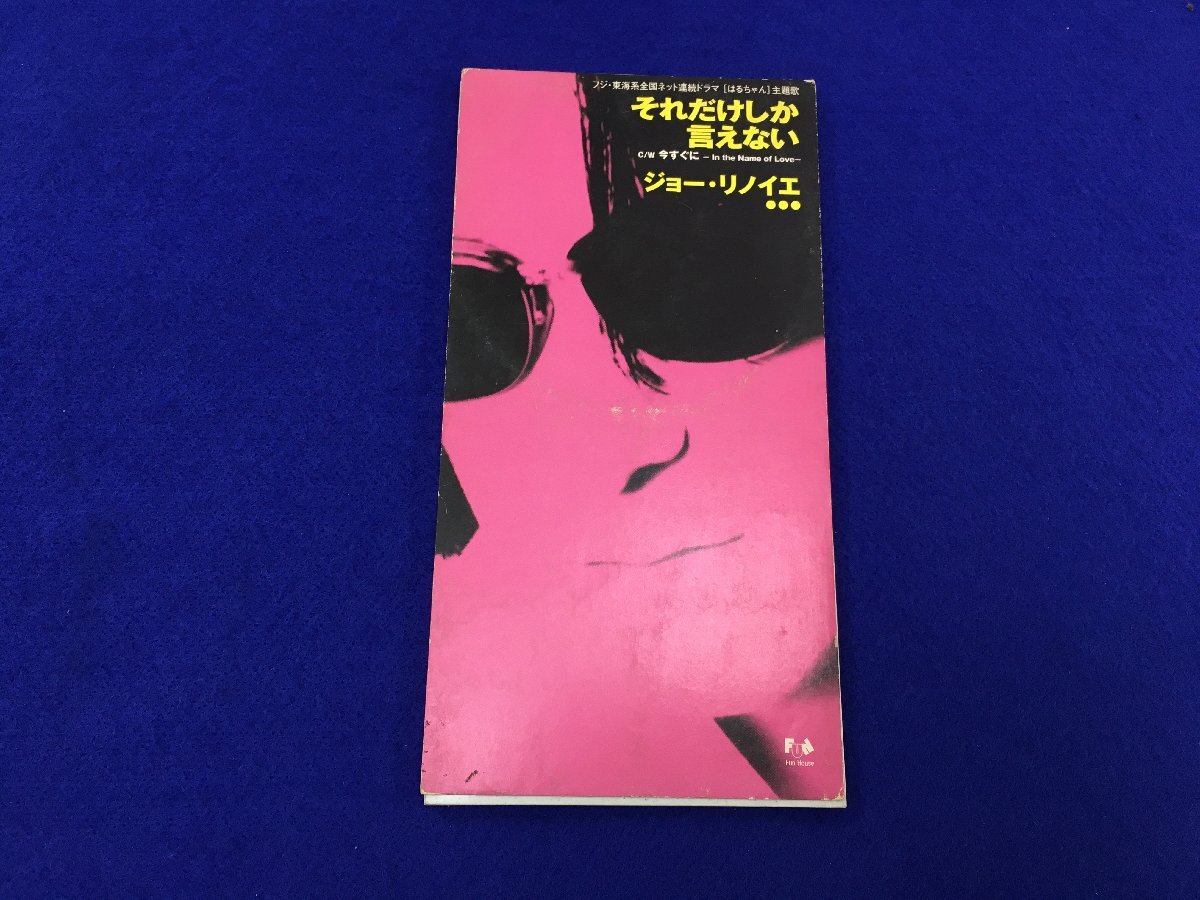 フジ・東海系全国ネット連続ドラマ [はるちゃん] 主題歌
それだけしか
言えない
C/W 今すぐに – In the Name of Love–
ジョー・リノイエ
●●●
Fun
Fun House